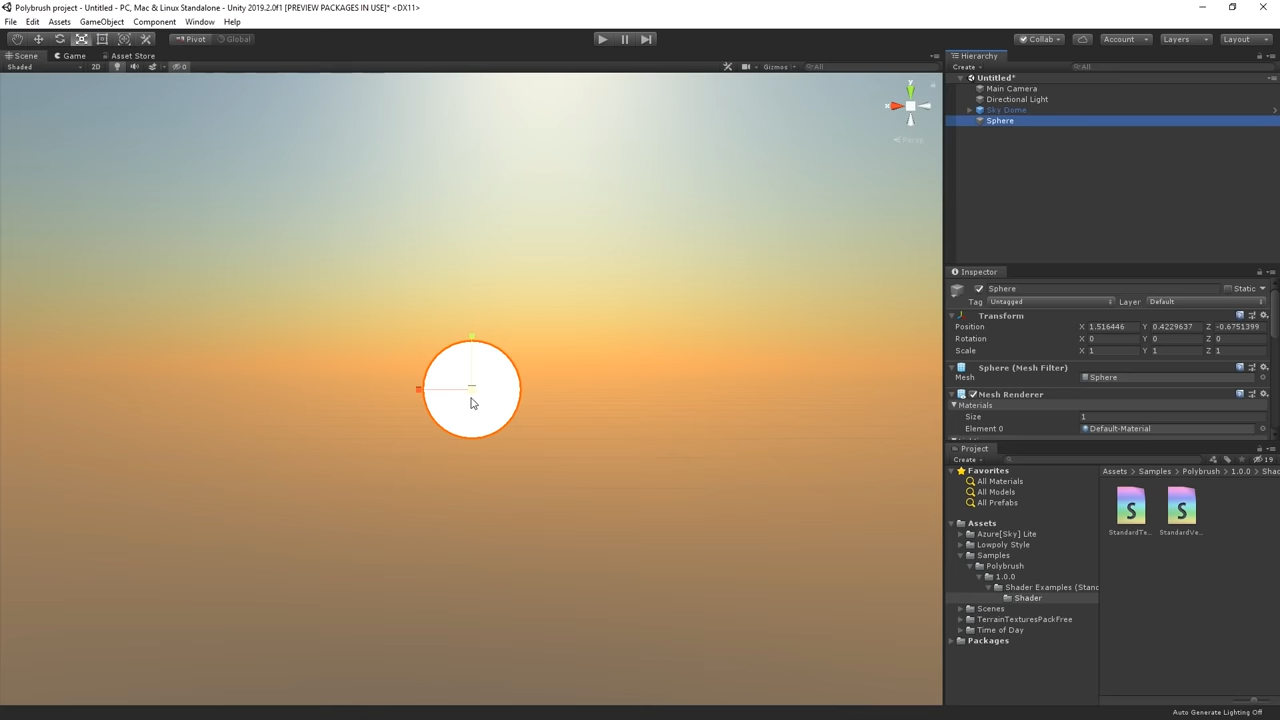 Polybrush project - Untitled - PC, Mac & Linux Standalone - Unity 2019.2.0f1 [PREVIEW PACKAGES IN USE]* <DX11>
File Edit Assets GameObject Component Window Help
Pivot Global Collab Account Layers Layout
Scene Game Asset Store
Shaded 2D 0 Gizmos All
y
x
Persp
Hierarchy
Create All
Untitled*
Main Camera
Directional Light
Sky Dome
Sphere
Inspector
Sphere Static
Tag Untagged Layer Default
Transform
Position X 1.516446 Y 0.4229637 Z -0.6751399
Rotation X 0 Y 0 Z 0
Scale X 1 Y 1 Z 1
Sphere (Mesh Filter)
Mesh Sphere
Mesh Renderer
Materials
Size 1
Element 0 Default-Material
Project
Create 19
Favorites
All Materials
All Models
All Prefabs
Assets
Azure[Sky] Lite
Lowpoly Style
Samples
Polybrush
1.0.0
Shader Examples (Stand
Shader
Scenes
TerrainTexturesPackFree
Time of Day
Packages
Assets Samples Polybrush 1.0.0 Shad
S S
StandardTe... StandardVe...
Auto Generate Lighting Off